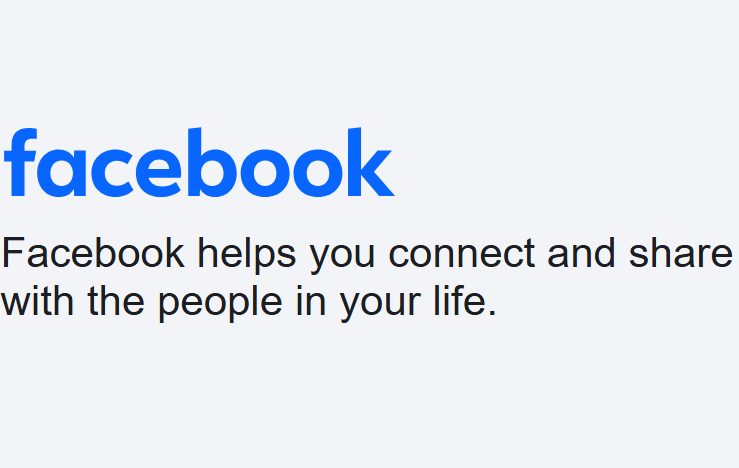 facebook
Facebook helps you connect and share
with the people in your life.